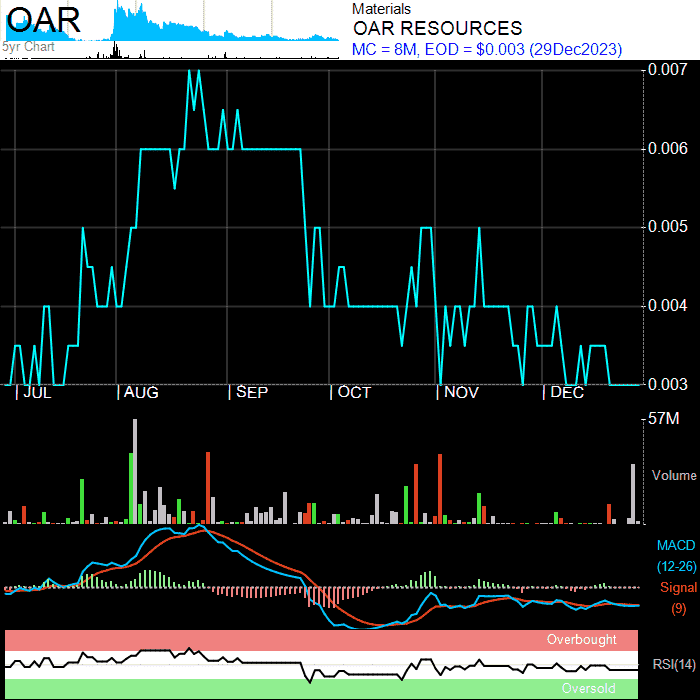 OAR
5yr Chart
Materials
OAR RESOURCES
MC = 8M, EOD = $0.003 (29Dec2023)
0.007
0.006
0.005
0.004
0.003
JUL AUG SEP OCT NOV DEC
57M
Volume
MACD
(12-26)
Signal
(9)
Overbought
RSI(14)
Oversold